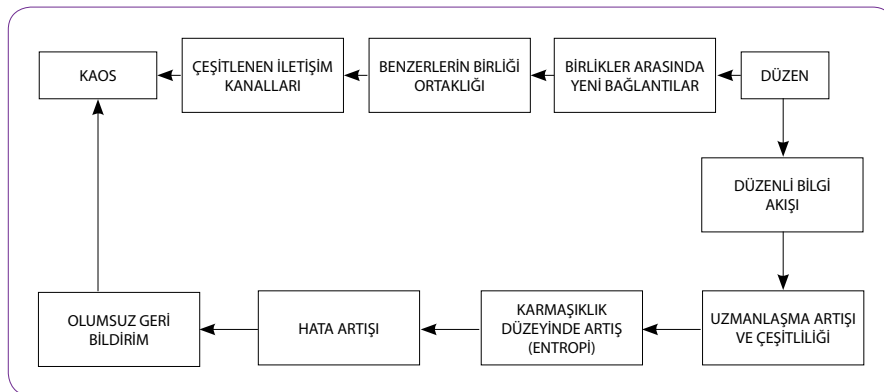 KAOS
ÇEŞİTLENEN İLETİŞİM
KANALLARI
BENZERLERİN BİRLİĞİ
ORTAKLIĞI
BİRLİKLER ARASINDA
YENİ BAĞLANTILAR
DÜZEN
DÜZENLİ BİLGİ
AKIŞI
OLUMSUZ GERİ
BİLDİRİM
HATA ARTIŞI
KARMAŞIKLIK
DÜZEYİNDE ARTIŞ
(ENTROPİ)
UZMANLAŞMA ARTIŞI
VE ÇEŞİTLİLİĞİ